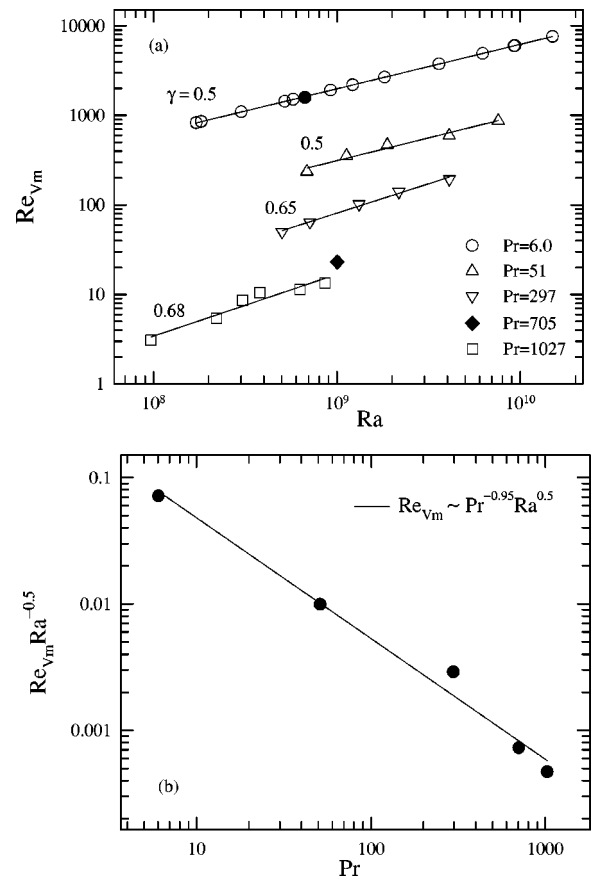 (a)
10000
1000
100
10
1
Re_Vm
γ = 0.5
0.5
0.65
0.68
Pr=6.0
Pr=51
Pr=297
Pr=705
Pr=1027
10^8
10^9
10^10
Ra
0.1
0.01
0.001
Re_Vm Ra^−0.5
Re_Vm ~ Pr^−0.95 Ra^0.5
(b)
10
100
1000
Pr